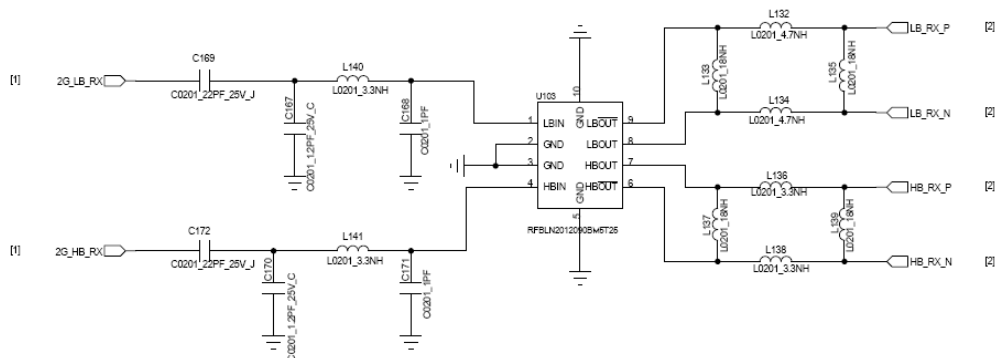 [1]
2G_LB_RX
C169
C0201_22PF_25V_J
C167
C0201_1.2PF_25V_C
L140
L0201_3.3NH
C168
C0201_1PF
[1]
2G_HB_RX
C172
C0201_22PF_25V_J
C170
C0201_1.2PF_25V_C
L141
L0201_3.3NH
C171
C0201_1PF
U103
10
GND
1 LBIN LBOUT 9
2 GND LBOUT 8
3 GND HBOUT 7
4 HBIN HBOUT 6
GND
5
RFBLN2012090BM5T25
L132
L0201_4.7NH
L133
L0201_18NH
L135
L0201_18NH
L134
L0201_4.7NH
LB_RX_P [2]
LB_RX_N [2]
L136
L0201_3.3NH
L137
L0201_18NH
L139
L0201_18NH
L138
L0201_3.3NH
HB_RX_P [2]
HB_RX_N [2]